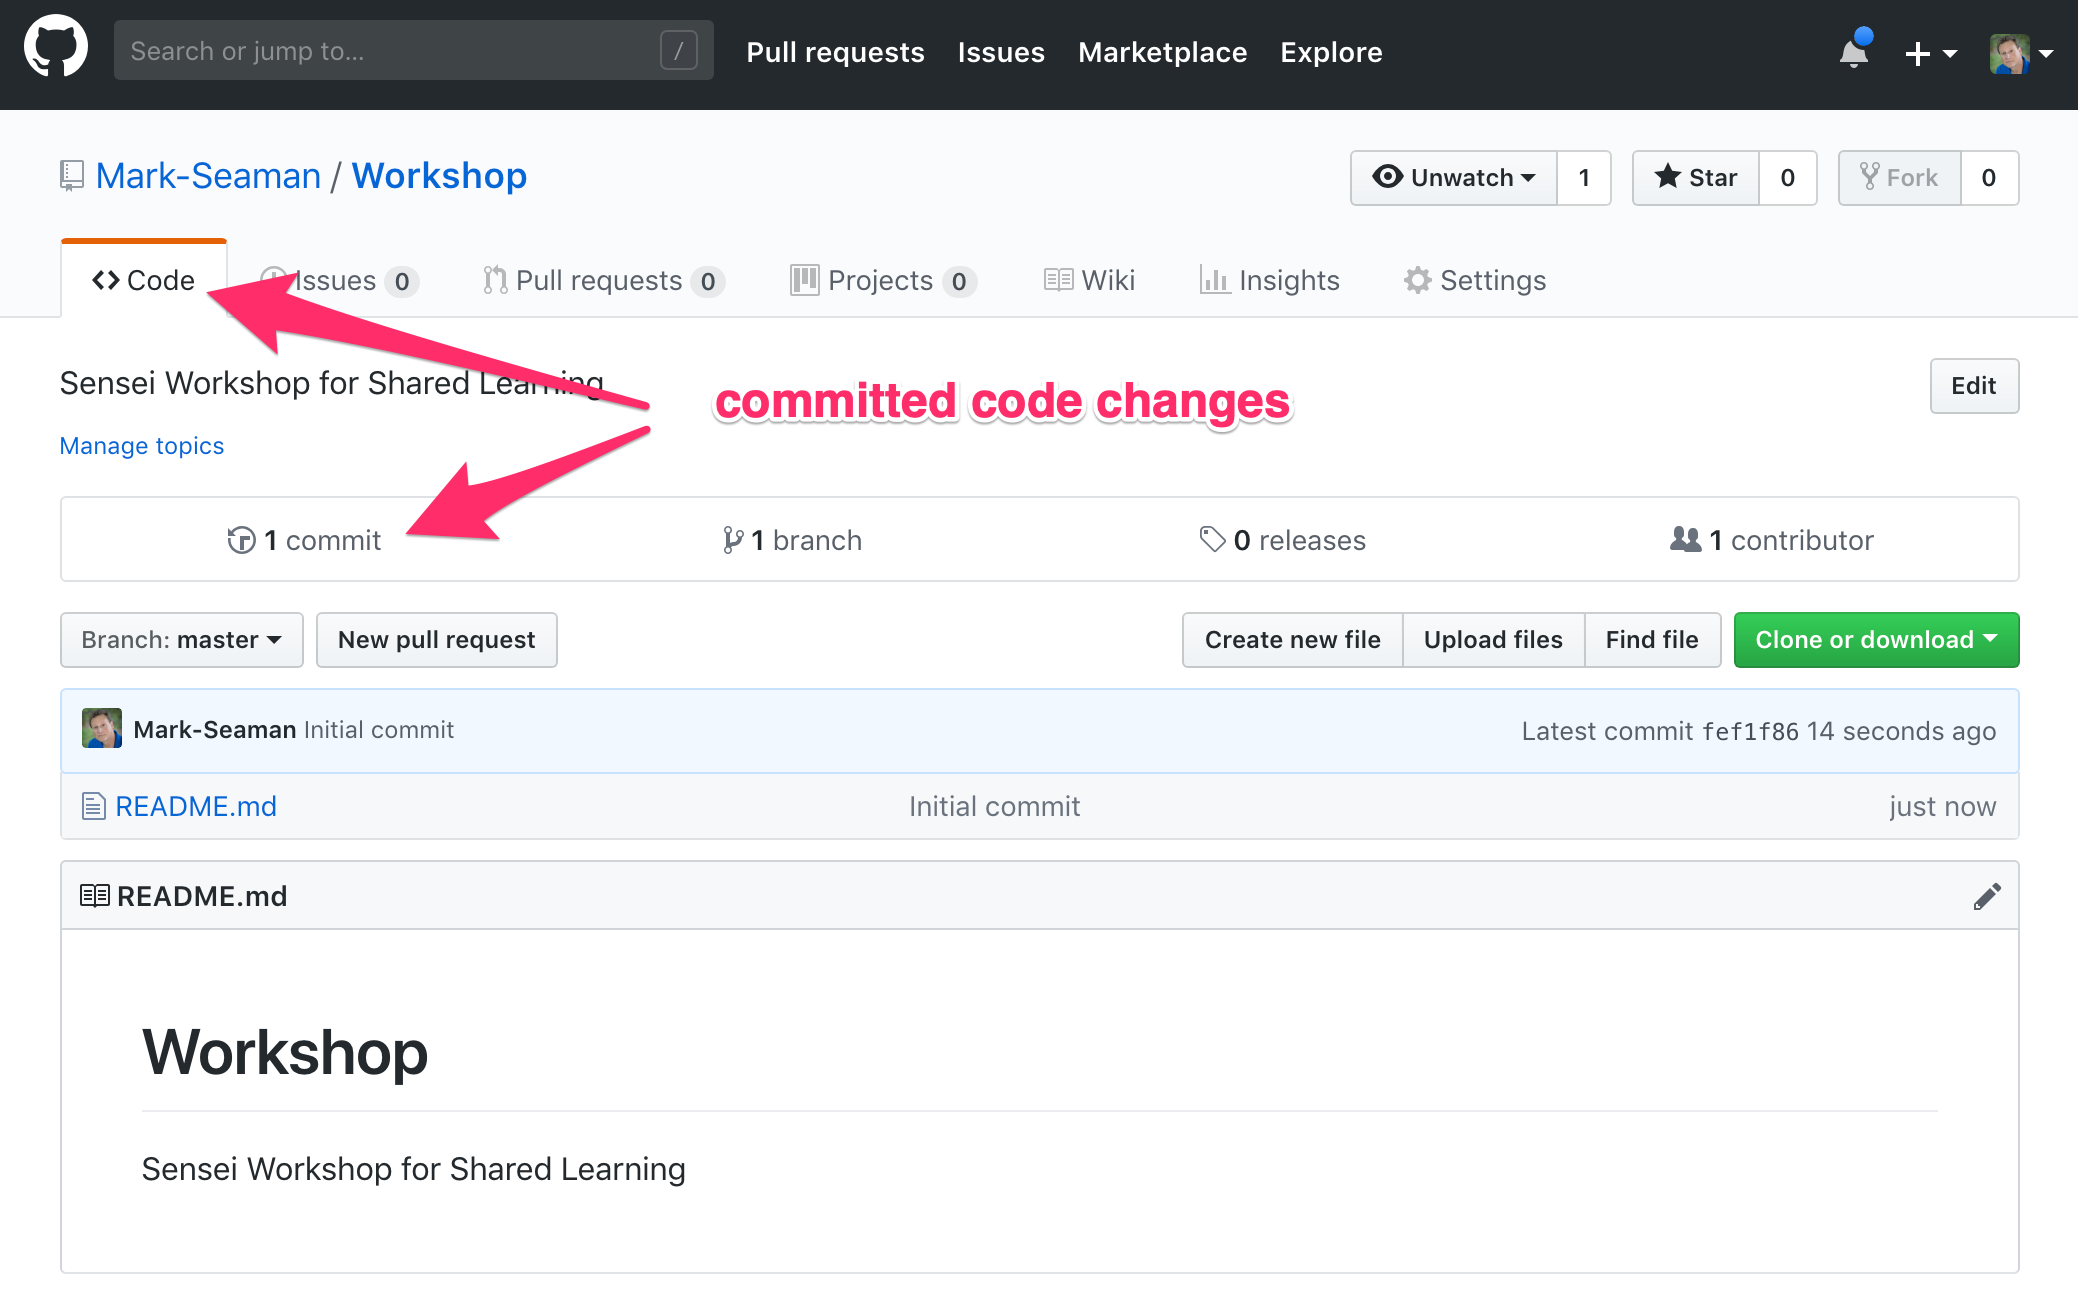 Search or jump to... /
Pull requests Issues Marketplace Explore
Mark-Seaman / Workshop
Unwatch 1 Star 0 Fork 0
Code Issues 0 Pull requests 0 Projects 0 Wiki Insights Settings
Sensei Workshop for Shared Learning
Edit
committed code changes
Manage topics
1 commit 1 branch 0 releases 1 contributor
Branch: master New pull request Create new file Upload files Find file Clone or download
Mark-Seaman Initial commit Latest commit fef1f86 14 seconds ago
README.md Initial commit just now
README.md
Workshop
Sensei Workshop for Shared Learning